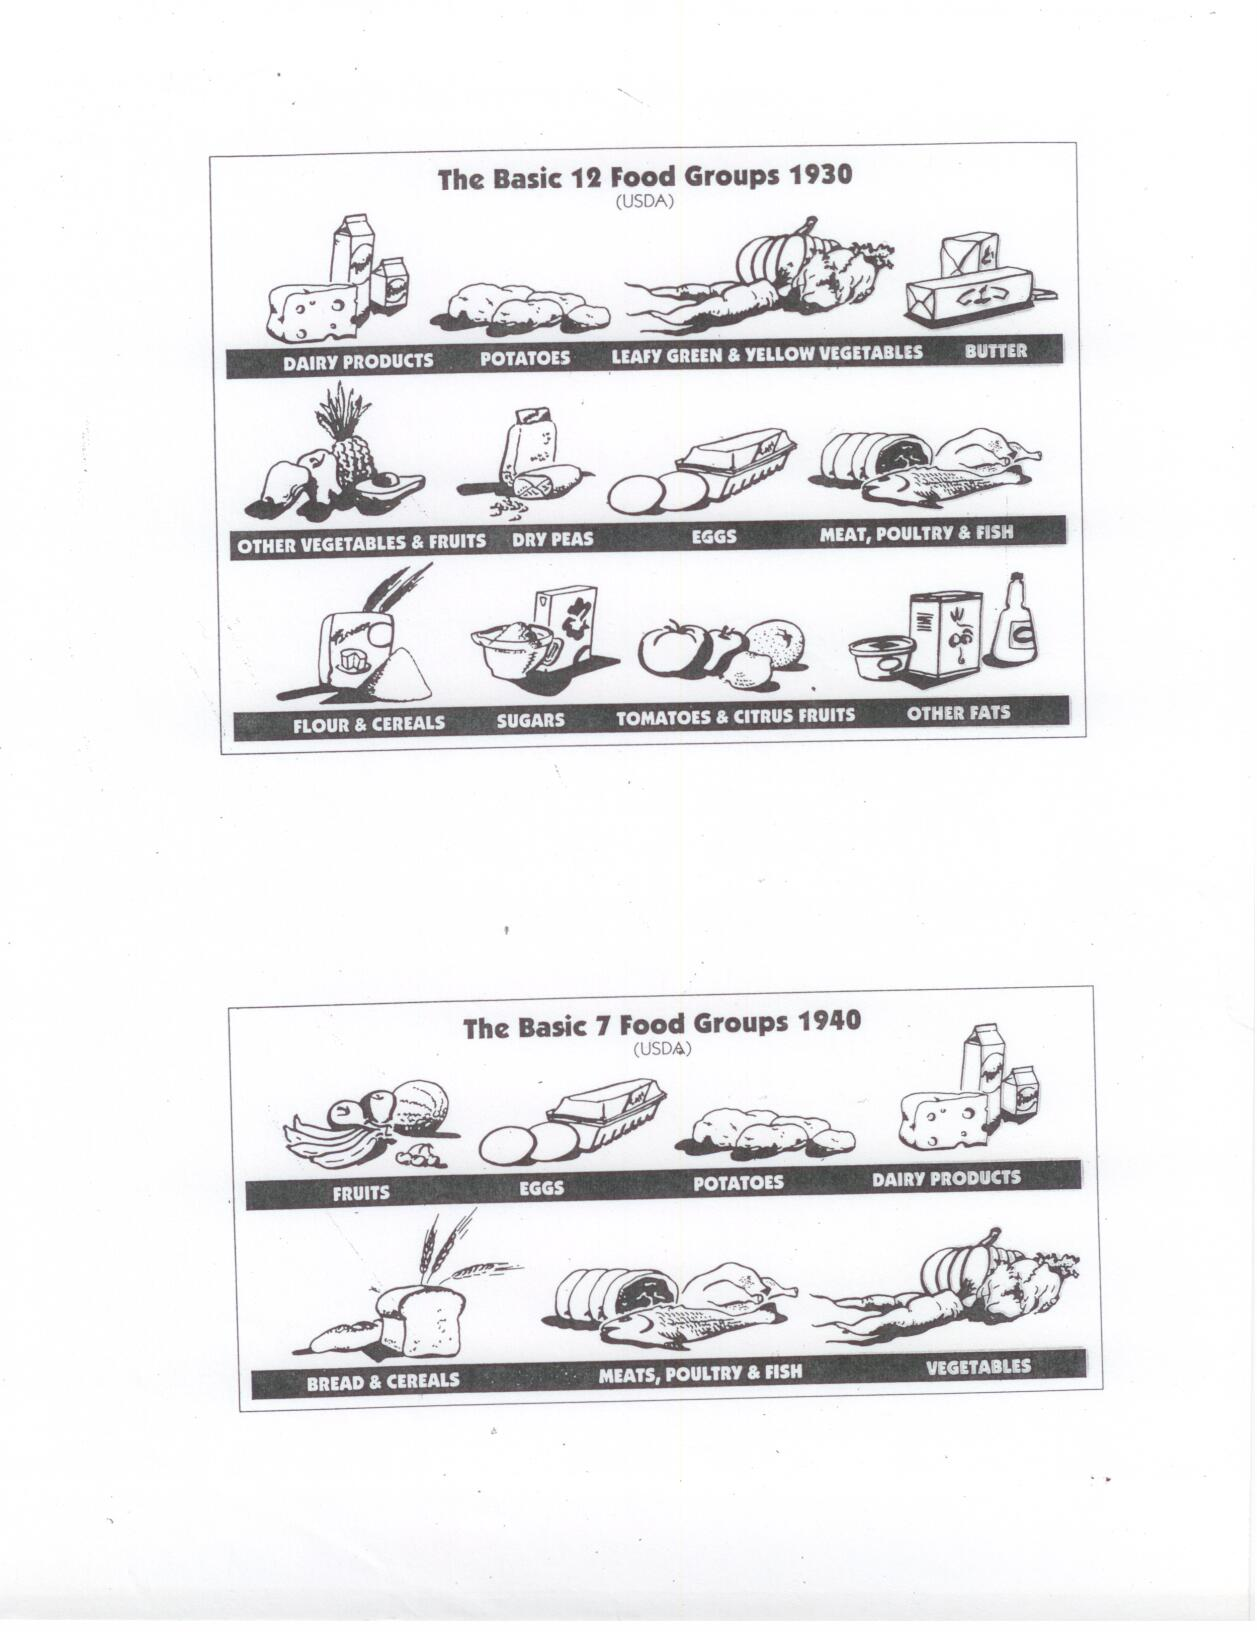 The Basic 12 Food Groups 1930
(USDA)
DAIRY PRODUCTS POTATOES LEAFY GREEN & YELLOW VEGETABLES BUTTER
OTHER VEGETABLES & FRUITS DRY PEAS EGGS MEAT, POULTRY & FISH
FLOUR & CEREALS SUGARS TOMATOES & CITRUS FRUITS OTHER FATS
The Basic 7 Food Groups 1940
(USDA)
FRUITS EGGS POTATOES DAIRY PRODUCTS
BREAD & CEREALS MEATS, POULTRY & FISH VEGETABLES